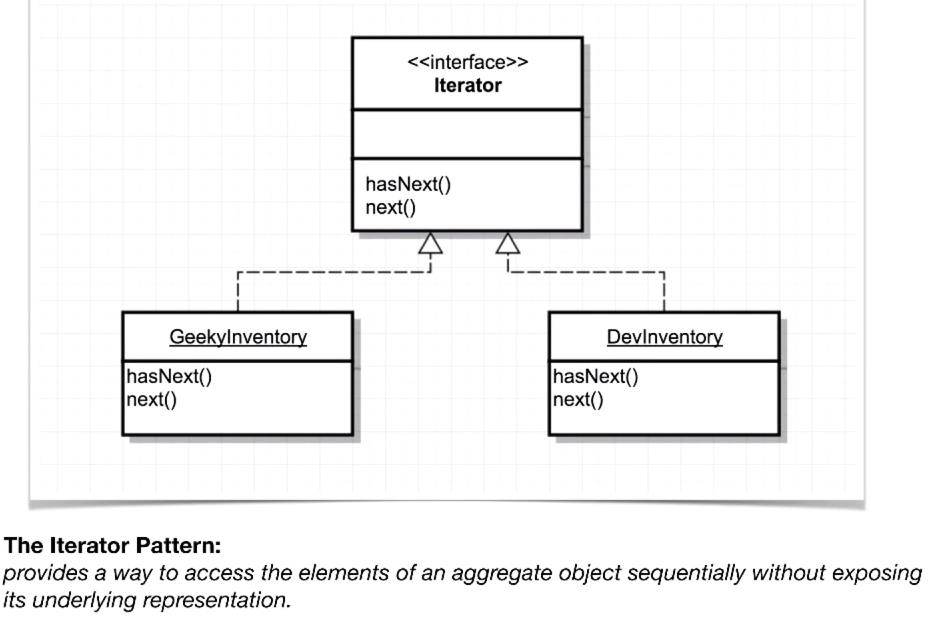 <<interface>>
Iterator
hasNext()
next()
GeekyInventory
hasNext()
next()
DevInventory
hasNext()
next()
The Iterator Pattern:
provides a way to access the elements of an aggregate object sequentially without exposing
its underlying representation.